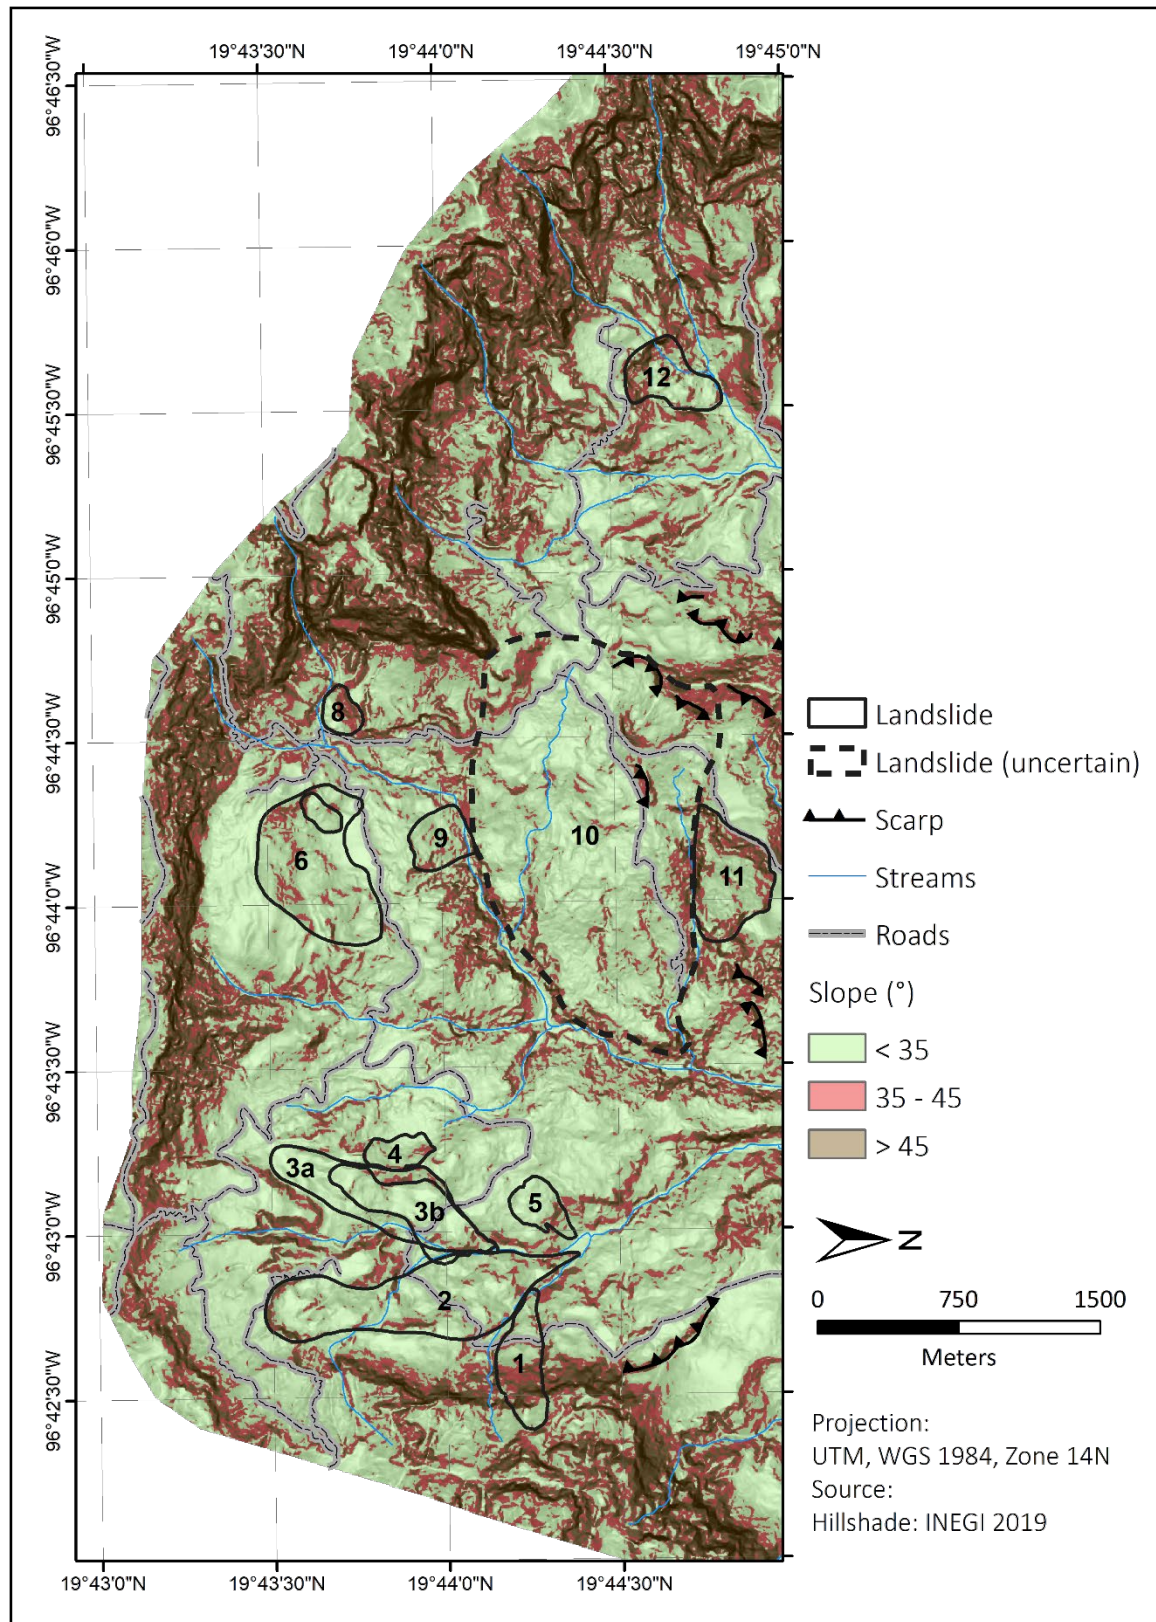 19°43'30"N 19°44'0"N 19°44'30"N 19°45'0"N
96°46'30"W
96°46'0"W
96°45'30"W
96°45'0"W
96°44'30"W
96°44'0"W
96°43'30"W
96°43'0"W
96°42'30"W
12
8
9
10
6
11
4
3a
3b
5
2
1
19°43'0"N 19°43'30"N 19°44'0"N 19°44'30"N
Landslide
Landslide (uncertain)
Scarp
Streams
Roads
Slope (°)
< 35
35 - 45
> 45
N
0 750 1500
Meters
Projection:
UTM, WGS 1984, Zone 14N
Source:
Hillshade: INEGI 2019